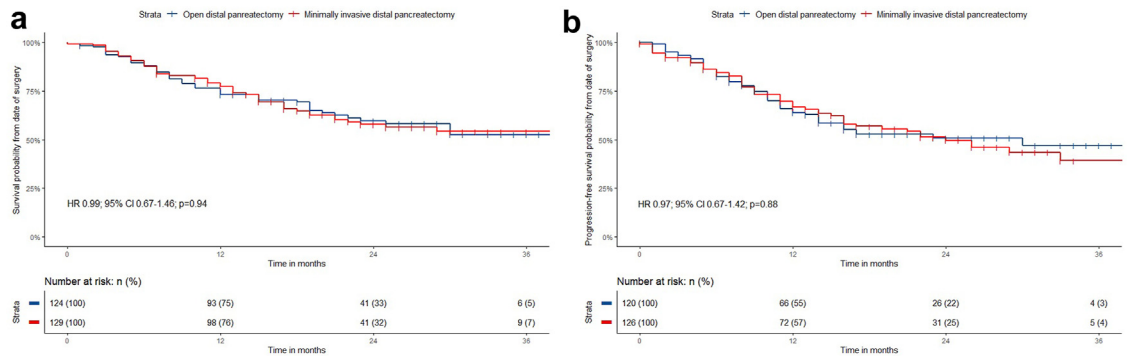 a
Strata Open distal panreatectomy Minimally invasive distal pancreatectomy
Survival probability from date of surgery
100%
75%
50%
25%
0%
HR 0.99; 95% CI 0.67-1.46; p=0.94
0 12 24 36
Time in months
Number at risk: n (%)
Strata
124 (100) 93 (75) 41 (33) 6 (5)
129 (100) 98 (76) 41 (32) 9 (7)
0 12 24 36
Time in months
b
Strata Open distal panreatectomy Minimally invasive distal pancreatectomy
Progression-free survival probability from date of surgery
100%
75%
50%
25%
0%
HR 0.97; 95% CI 0.67-1.42; p=0.88
0 12 24 36
Time in months
Number at risk: n (%)
Strata
120 (100) 66 (55) 26 (22) 4 (3)
126 (100) 72 (57) 31 (25) 5 (4)
0 12 24 36
Time in months